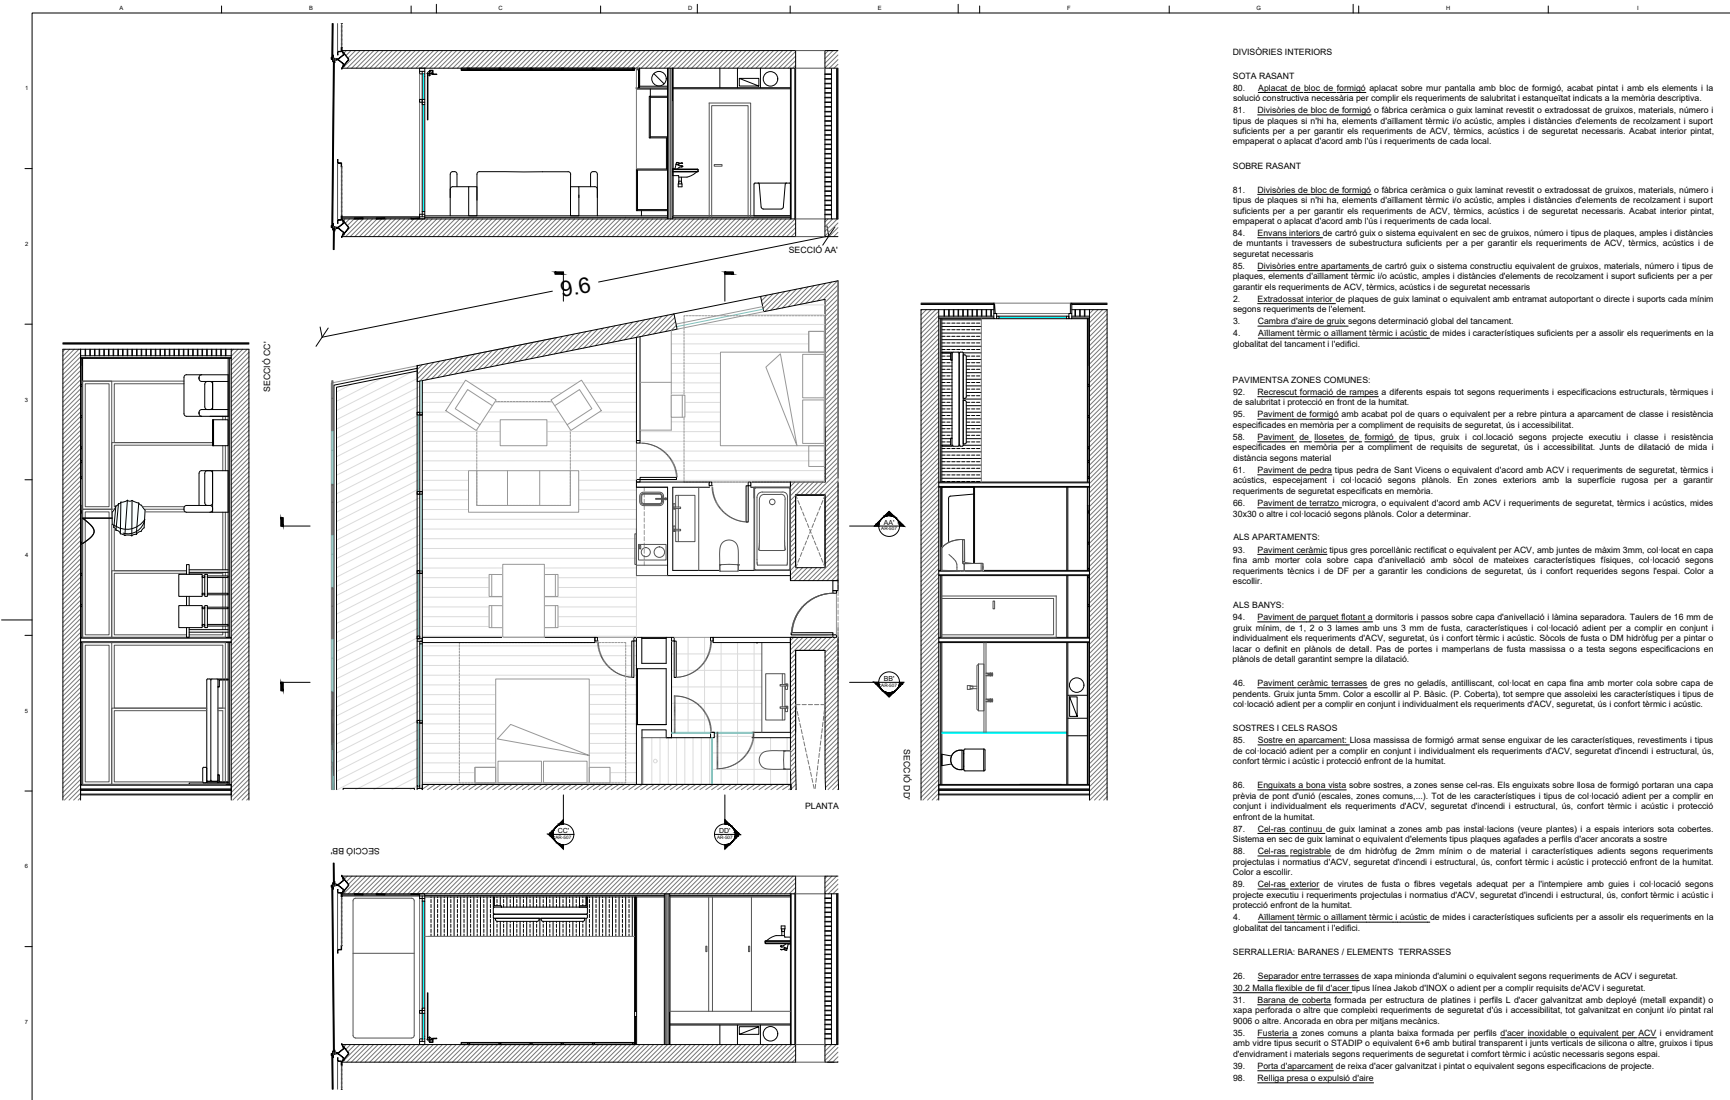 A B C D E F G H I
1
2
3
4
5
6
7
SECCIÓ AA'
9.6
SECCIÓ CC'
AA'
BB'
SECCIÓ DD'
PLANTA
CC'
DD'
SECCIÓ BB'
DIVISÒRIES INTERIORS
SOTA RASANT
80. Aplacat de bloc de formigó aplacat sobre mur pantalla amb bloc de formigó, acabat pintat i amb els elements i la
solució constructiva necessària per complir els requeriments de salubritat i estanqueïtat indicats a la memòria descriptiva.
81. Divisòries de bloc de formigó o fàbrica ceràmica o guix laminat revestit o extradossat de gruixos, materials, número i
tipus de plaques si n'hi ha, elements d'aïllament tèrmic i/o acústic, amples i distàncies d'elements de recolzament i suport
suficients per a per garantir els requeriments de ACV, tèrmics, acústics i de seguretat necessaris. Acabat interior pintat,
empaperat o aplacat d'acord amb l'ús i requeriments de cada local.
SOBRE RASANT
81. Divisòries de bloc de formigó o fàbrica ceràmica o guix laminat revestit o extradossat de gruixos, materials, número i
tipus de plaques si n'hi ha, elements d'aïllament tèrmic i/o acústic, amples i distàncies d'elements de recolzament i suport
suficients per a per garantir els requeriments de ACV, tèrmics, acústics i de seguretat necessaris. Acabat interior pintat,
empaperat o aplacat d'acord amb l'ús i requeriments de cada local.
84. Envans interiors de cartró guix o sistema equivalent en sec de gruixos, número i tipus de plaques, amples i distàncies
de muntants i travessers de subestructura suficients per a per garantir els requeriments de ACV, tèrmics, acústics i de
seguretat necessaris
85. Divisòries entre apartaments de cartró guix o sistema constructiu equivalent de gruixos, materials, número i tipus de
plaques, elements d'aïllament tèrmic i/o acústic, amples i distàncies d'elements de recolzament i suport suficients per a per
garantir els requeriments de ACV, tèrmics, acústics i de seguretat necessaris
2. Extradossat interior de plaques de guix laminat o equivalent amb entramat autoportant o directe i suports cada mínim
segons requeriments de l'element.
3. Cambra d'aire de gruix segons determinació global del tancament.
4. Aïllament tèrmic o aïllament tèrmic i acústic de mides i característiques suficients per a assolir els requeriments en la
globalitat del tancament i l'edifici.
PAVIMENTSA ZONES COMUNES:
92. Recrescut formació de rampes a diferents espais tot segons requeriments i especificacions estructurals, tèrmiques i
de salubritat i protecció en front de la humitat.
95. Paviment de formigó amb acabat pol de quars o equivalent per a rebre pintura a aparcament de classe i resistència
especificades en memòria per a compliment de requisits de seguretat, ús i accessibilitat.
58. Paviment de llosetes de formigó de tipus, gruix i col.locació segons projecte executiu i classe i resistència
especificades en memòria per a compliment de requisits de seguretat, ús i accessibilitat. Junts de dilatació de mida i
distància segons material
61. Paviment de pedra tipus pedra de Sant Vicens o equivalent d'acord amb ACV i requeriments de seguretat, tèrmics i
acústics, especejament i col·locació segons plànols. En zones exteriors amb la superfície rugosa per a garantir
requeriments de seguretat especificats en memòria.
66. Paviment de terratzo microgra, o equivalent d'acord amb ACV i requeriments de seguretat, tèrmics i acústics, mides
30x30 o altre i col·locació segons plànols. Color a determinar.
ALS APARTAMENTS:
93. Paviment ceràmic tipus gres porcellànic rectificat o equivalent per ACV, amb juntes de màxim 3mm, col·locat en capa
fina amb morter cola sobre capa d'anivellació amb sòcol de mateixes característiques físiques, col·locació segons
requeriments tècnics i de DF per a garantir les condicions de seguretat, ús i confort requerides segons l'espai. Color a
escollir.
ALS BANYS:
94. Paviment de parquet flotant a dormitoris i passos sobre capa d'anivellació i làmina separadora. Taulers de 16 mm de
gruix mínim, de 1, 2 o 3 lames amb uns 3 mm de fusta, característiques i col·locació adient per a complir en conjunt i
individualment els requeriments d'ACV, seguretat, ús i confort tèrmic i acústic. Sòcols de fusta o DM hidròfug per a pintar o
lacar o definit en plànols de detall. Pas de portes i mamperlans de fusta massissa o a testa segons especificacions en
plànols de detall garantint sempre la dilatació.
46. Paviment ceràmic terrasses de gres no geladís, antilliscant, col·locat en capa fina amb morter cola sobre capa de
pendents. Gruix junta 5mm. Color a escollir al P. Bàsic. (P. Coberta), tot sempre que assoleixi les característiques i tipus de
col·locació adient per a complir en conjunt i individualment els requeriments d'ACV, seguretat, ús i confort tèrmic i acústic.
SOSTRES I CELS RASOS
85. Sostre en aparcament: Llosa massissa de formigó armat sense enguixar de les característiques, revestiments i tipus
de col·locació adient per a complir en conjunt i individualment els requeriments d'ACV, seguretat d'incendi i estructural, ús,
confort tèrmic i acústic i protecció enfront de la humitat.
86. Enguixats a bona vista sobre sostres, a zones sense cel-ras. Els enguixats sobre llosa de formigó portaran una capa
prèvia de pont d'unió (escales, zones comuns,...). Tot de les característiques i tipus de col·locació adient per a complir en
conjunt i individualment els requeriments d'ACV, seguretat d'incendi i estructural, ús, confort tèrmic i acústic i protecció
enfront de la humitat.
87. Cel-ras continuu de guix laminat a zones amb pas instal·lacions (veure plantes) i a espais interiors sota cobertes.
Sistema en sec de guix laminat o equivalent d'elements tipus plaques agafades a perfils d'acer ancorats a sostre
88. Cel-ras registrable de dm hidròfug de 2mm mínim o de material i característiques adients segons requeriments
projectulas i normatius d'ACV, seguretat d'incendi i estructural, ús, confort tèrmic i acústic i protecció enfront de la humitat.
Color a escollir.
89. Cel-ras exterior de virutes de fusta o fibres vegetals adequat per a l'intempiere amb guies i col·locació segons
projecte executiu i requeriments projectulas i normatius d'ACV, seguretat d'incendi i estructural, ús, confort tèrmic i acústic i
protecció enfront de la humitat.
4. Aïllament tèrmic o aïllament tèrmic i acústic de mides i característiques suficients per a assolir els requeriments en la
globalitat del tancament i l'edifici.
SERRALLERIA: BARANES / ELEMENTS TERRASSES
26. Separador entre terrasses de xapa minionda d'alumini o equivalent segons requeriments de ACV i seguretat.
30.2 Malla flexible de fil d'acer tipus línea Jakob d'INOX o adient per a complir requisits de'ACV i seguretat.
31. Barana de coberta formada per estructura de platines i perfils L d'acer galvanitzat amb deployé (metall expandit) o
xapa perforada o altre que compleixi requeriments de seguretat d'ús i accessibilitat, tot galvanitzat en conjunt i/o pintat ral
9006 o altre. Ancorada en obra per mitjans mecànics.
35. Fusteria a zones comuns a planta baixa formada per perfils d'acer inoxidable o equivalent per ACV i envidrament
amb vidre tipus securit o STADIP o equivalent 6+6 amb butiral transparent i junts verticals de silicona o altre, gruixos i tipus
d'envidrament i materials segons requeriments de seguretat i comfort tèrmic i acústic necessaris segons espai.
39. Porta d'aparcament de reixa d'acer galvanitzat i pintat o equivalent segons especificacions de projecte.
98. Relliga presa o expulsió d'aire